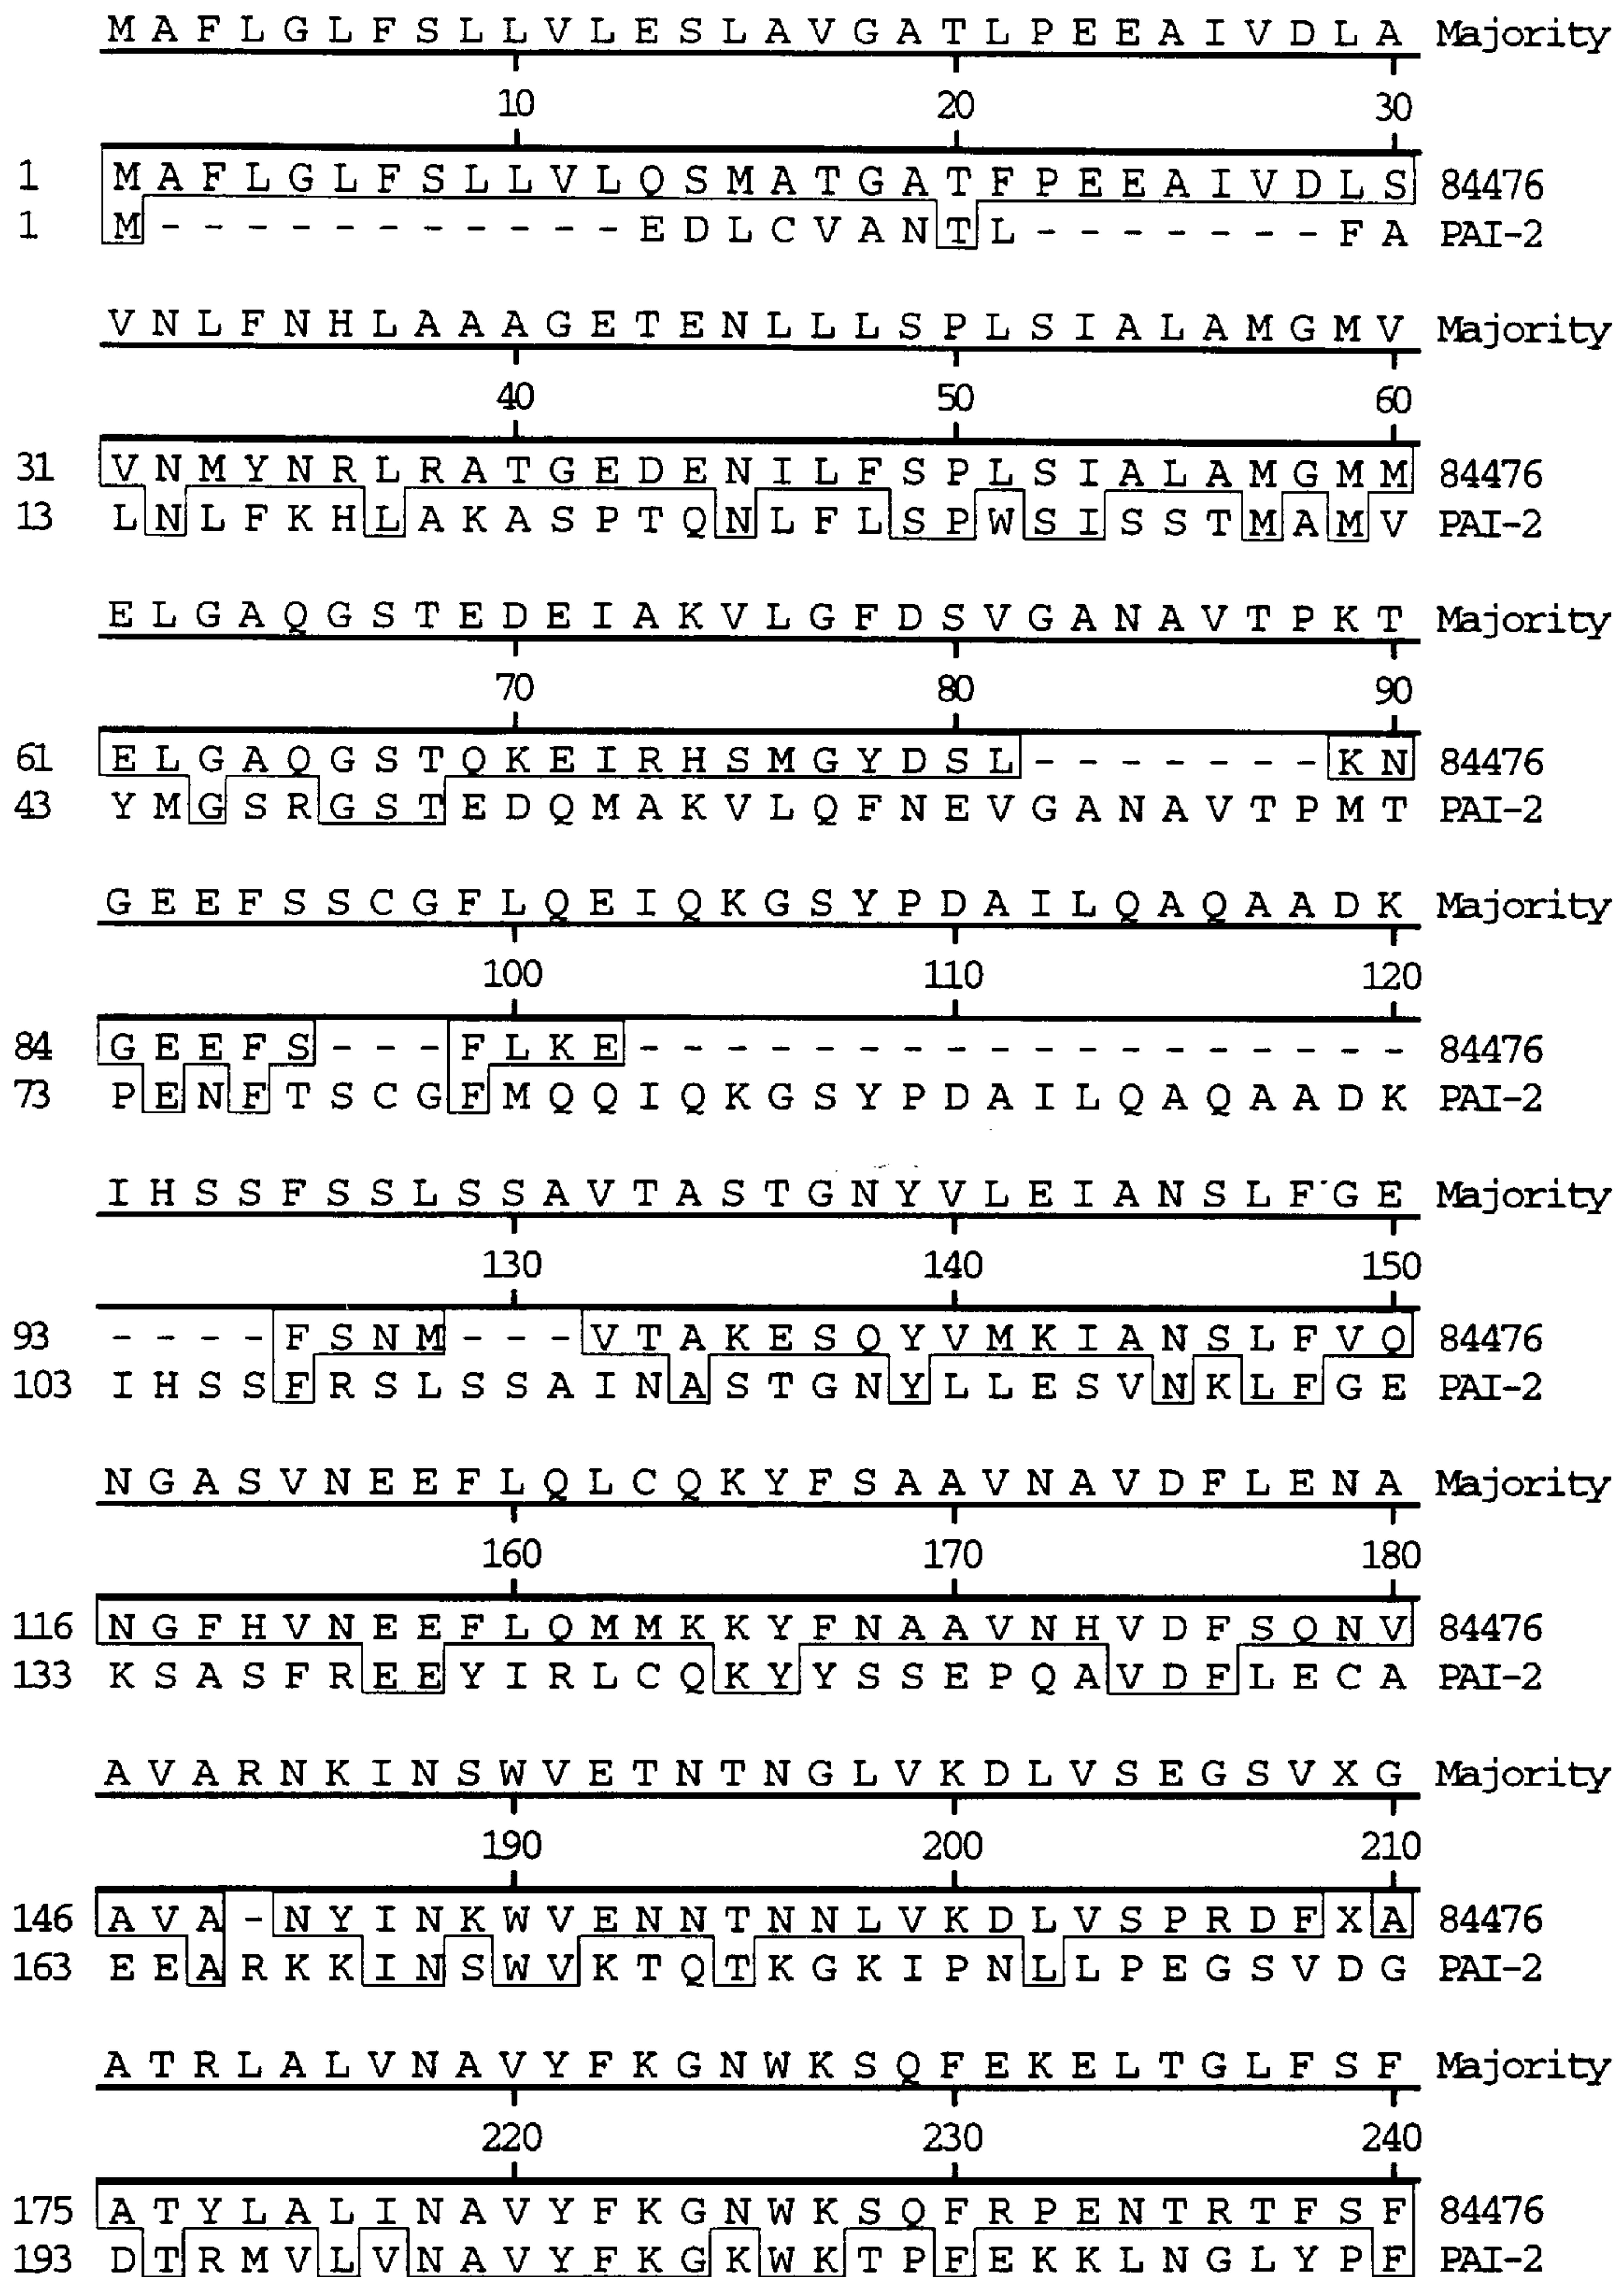 M A F L G L F S L L V L E S L A V G A T L P E E A I V D L A Majority
10 20 30
1 M A F L G L F S L L V L Q S M A T G A T F P E E A I V D L S 84476
1 M - - - - - - - - - - - E D L C V A N T L - - - - - - - F A PAI-2
V N L F N H L A A A G E T E N L L L S P L S I A L A M G M V Majority
40 50 60
31 V N M Y N R L R A T G E D E N I L F S P L S I A L A M G M M 84476
13 L N L F K H L A K A S P T Q N L F L S P W S I S S T M A M V PAI-2
E L G A Q G S T E D E I A K V L G F D S V G A N A V T P K T Majority
70 80 90
61 E L G A Q G S T Q K E I R H S M G Y D S L - - - - - - - K N 84476
43 Y M G S R G S T E D Q M A K V L Q F N E V G A N A V T P M T PAI-2
G E E F S S C G F L Q E I Q K G S Y P D A I L Q A Q A A D K Majority
100 110 120
84 G E E F S - - - F L K E - - - - - - - - - - - - - - - - - - 84476
73 P E N F T S C G F M Q Q I Q K G S Y P D A I L Q A Q A A D K PAI-2
I H S S F S S L S S A V T A S T G N Y V L E I A N S L F G E Majority
130 140 150
93 - - - - F S N M - - - V T A K E S Q Y V M K I A N S L F V Q 84476
103 I H S S F R S L S S A I N A S T G N Y L L E S V N K L F G E PAI-2
N G A S V N E E F L Q L C Q K Y F S A A V N A V D F L E N A Majority
160 170 180
116 N G F H V N E E F L Q M M K K Y F N A A V N H V D F S Q N V 84476
133 K S A S F R E E Y I R L C Q K Y Y S S E P Q A V D F L E C A PAI-2
A V A R N K I N S W V E T N T N G L V K D L V S E G S V X G Majority
190 200 210
146 A V A - N Y I N K W V E N N T N N L V K D L V S P R D F X A 84476
163 E E A R K K I N S W V K T Q T K G K I P N L L P E G S V D G PAI-2
A T R L A L V N A V Y F K G N W K S Q F E K E L T G L F S F Majority
220 230 240
175 A T Y L A L I N A V Y F K G N W K S Q F R P E N T R T F S F 84476
193 D T R M V L V N A V Y F K G K W K T P F E K K L N G L Y P F PAI-2